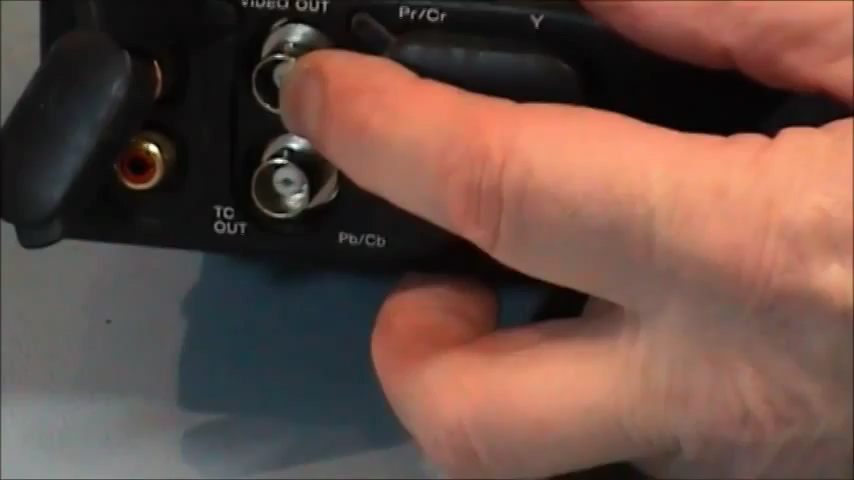 VIDEO OUT
Pr/Cr
Y
TC
OUT
Pb/Cb